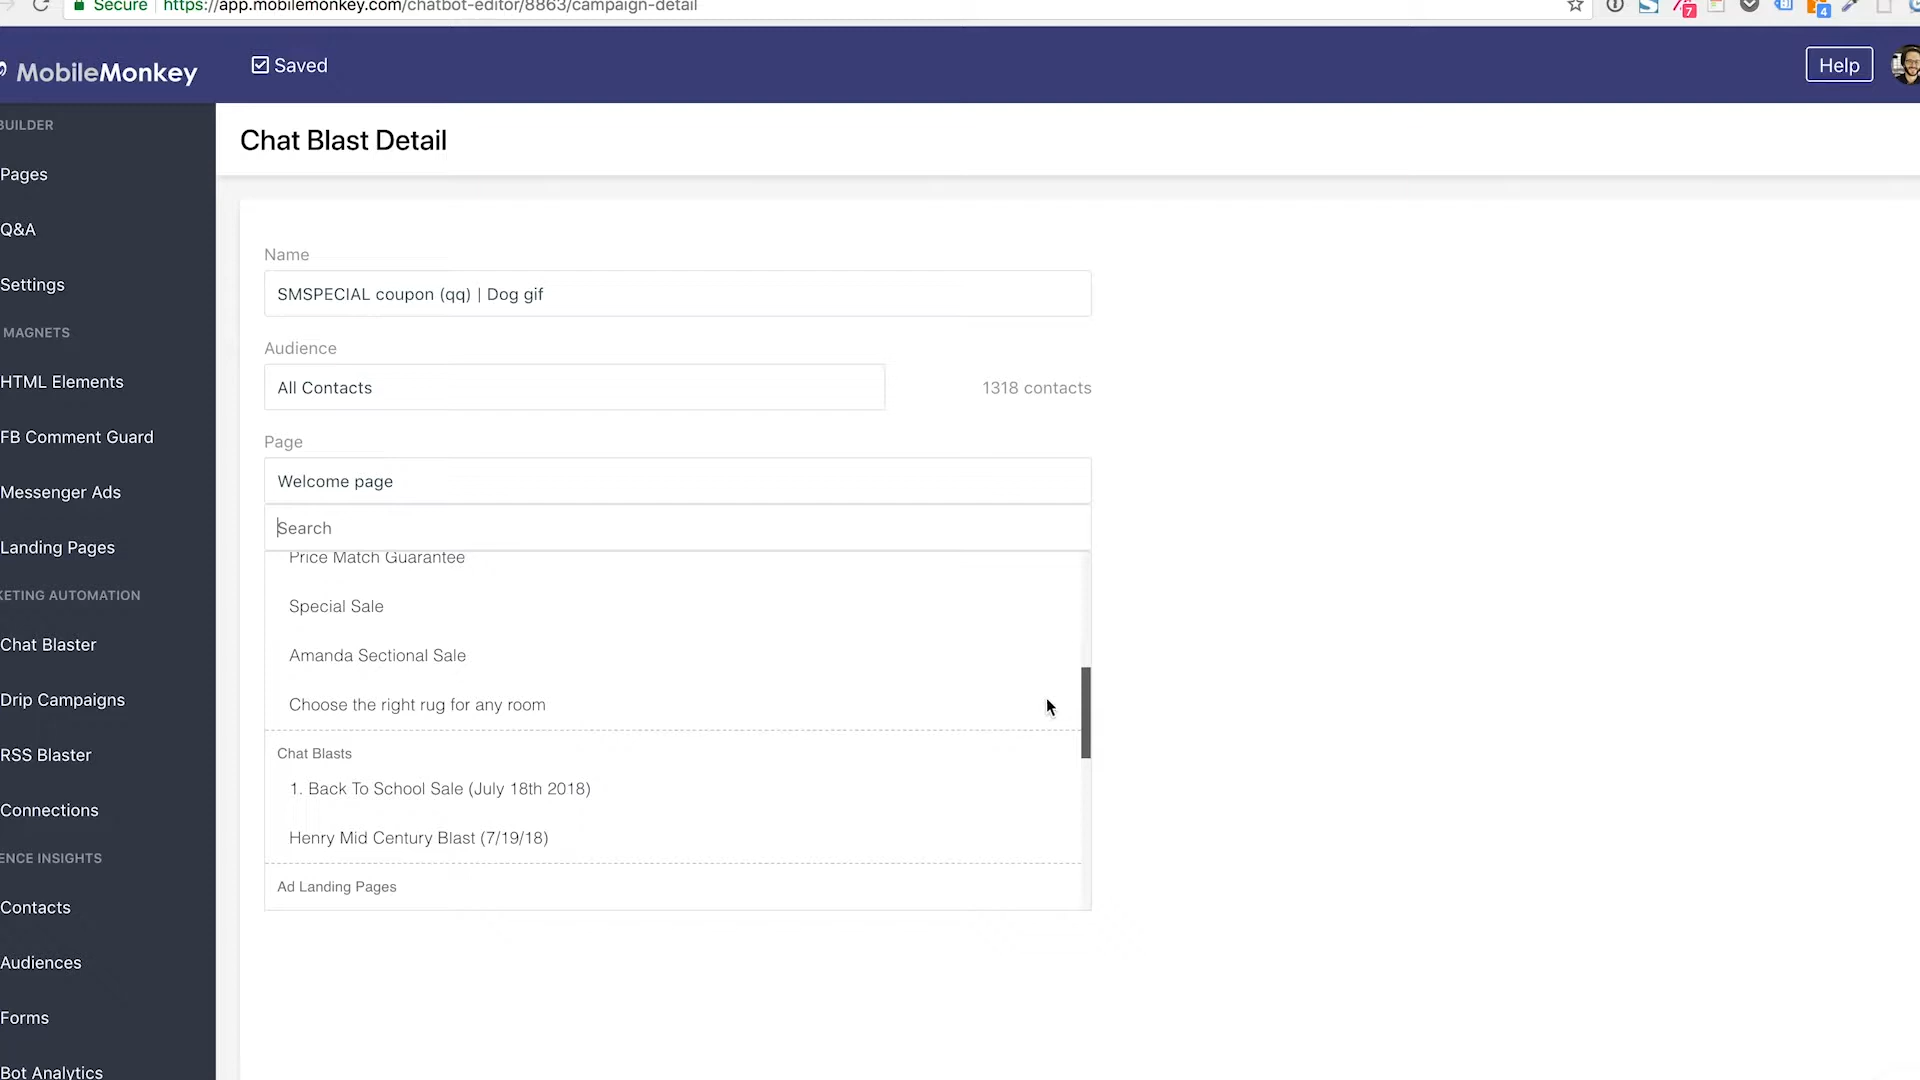 Secure https://app.mobilemonkey.com/chatbot-editor/8863/campaign-detail
7
4
MobileMonkey
Saved
Help
BUILDER
Pages
Q&A
Settings
MAGNETS
HTML Elements
FB Comment Guard
Messenger Ads
Landing Pages
KETING AUTOMATION
Chat Blaster
Drip Campaigns
RSS Blaster
Connections
ENCE INSIGHTS
Contacts
Audiences
Forms
Bot Analytics
Chat Blast Detail
Name
SMSPECIAL coupon (qq) | Dog gif
Audience
All Contacts
1318 contacts
Page
Welcome page
Search
Price Match Guarantee
Special Sale
Amanda Sectional Sale
Choose the right rug for any room
Chat Blasts
1. Back To School Sale (July 18th 2018)
Henry Mid Century Blast (7/19/18)
Ad Landing Pages